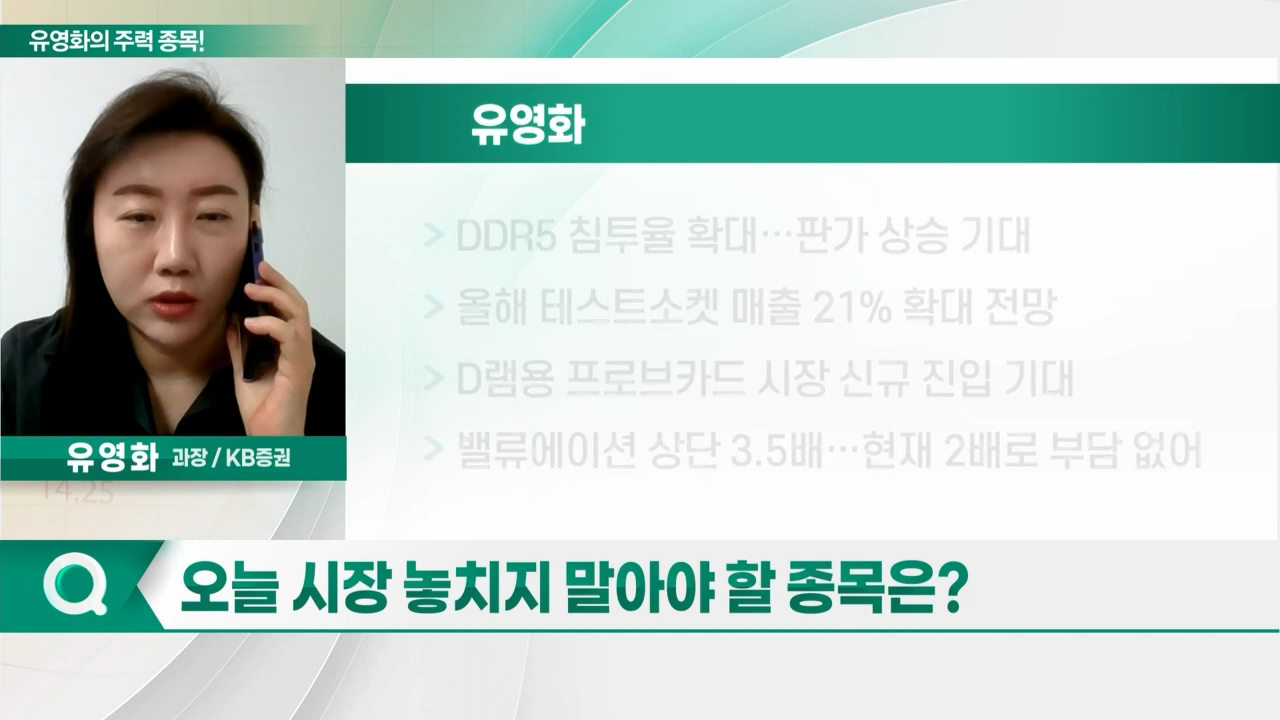 유영화의 주력 종목!
유영화
> DDR5 침투율 확대…판가 상승 기대
> 올해 테스트소켓 매출 21% 확대 전망
> D램용 프로브카드 시장 신규 진입 기대
> 밸류에이션 상단 3.5배…현재 2배로 부담 없어
유영화 과장 / KB증권
14.25
오늘 시장 놓치지 말아야 할 종목은?